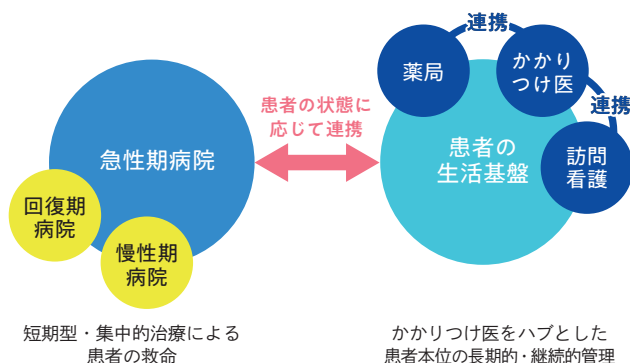 連携
薬局
かかり
つけ医
連携
患者の状態に
応じて連携
急性期病院
患者の
生活基盤
訪問
看護
回復期
病院
慢性期
病院
短期型・集中的治療による
患者の救命
かかりつけ医をハブとした
患者本位の長期的・継続的管理